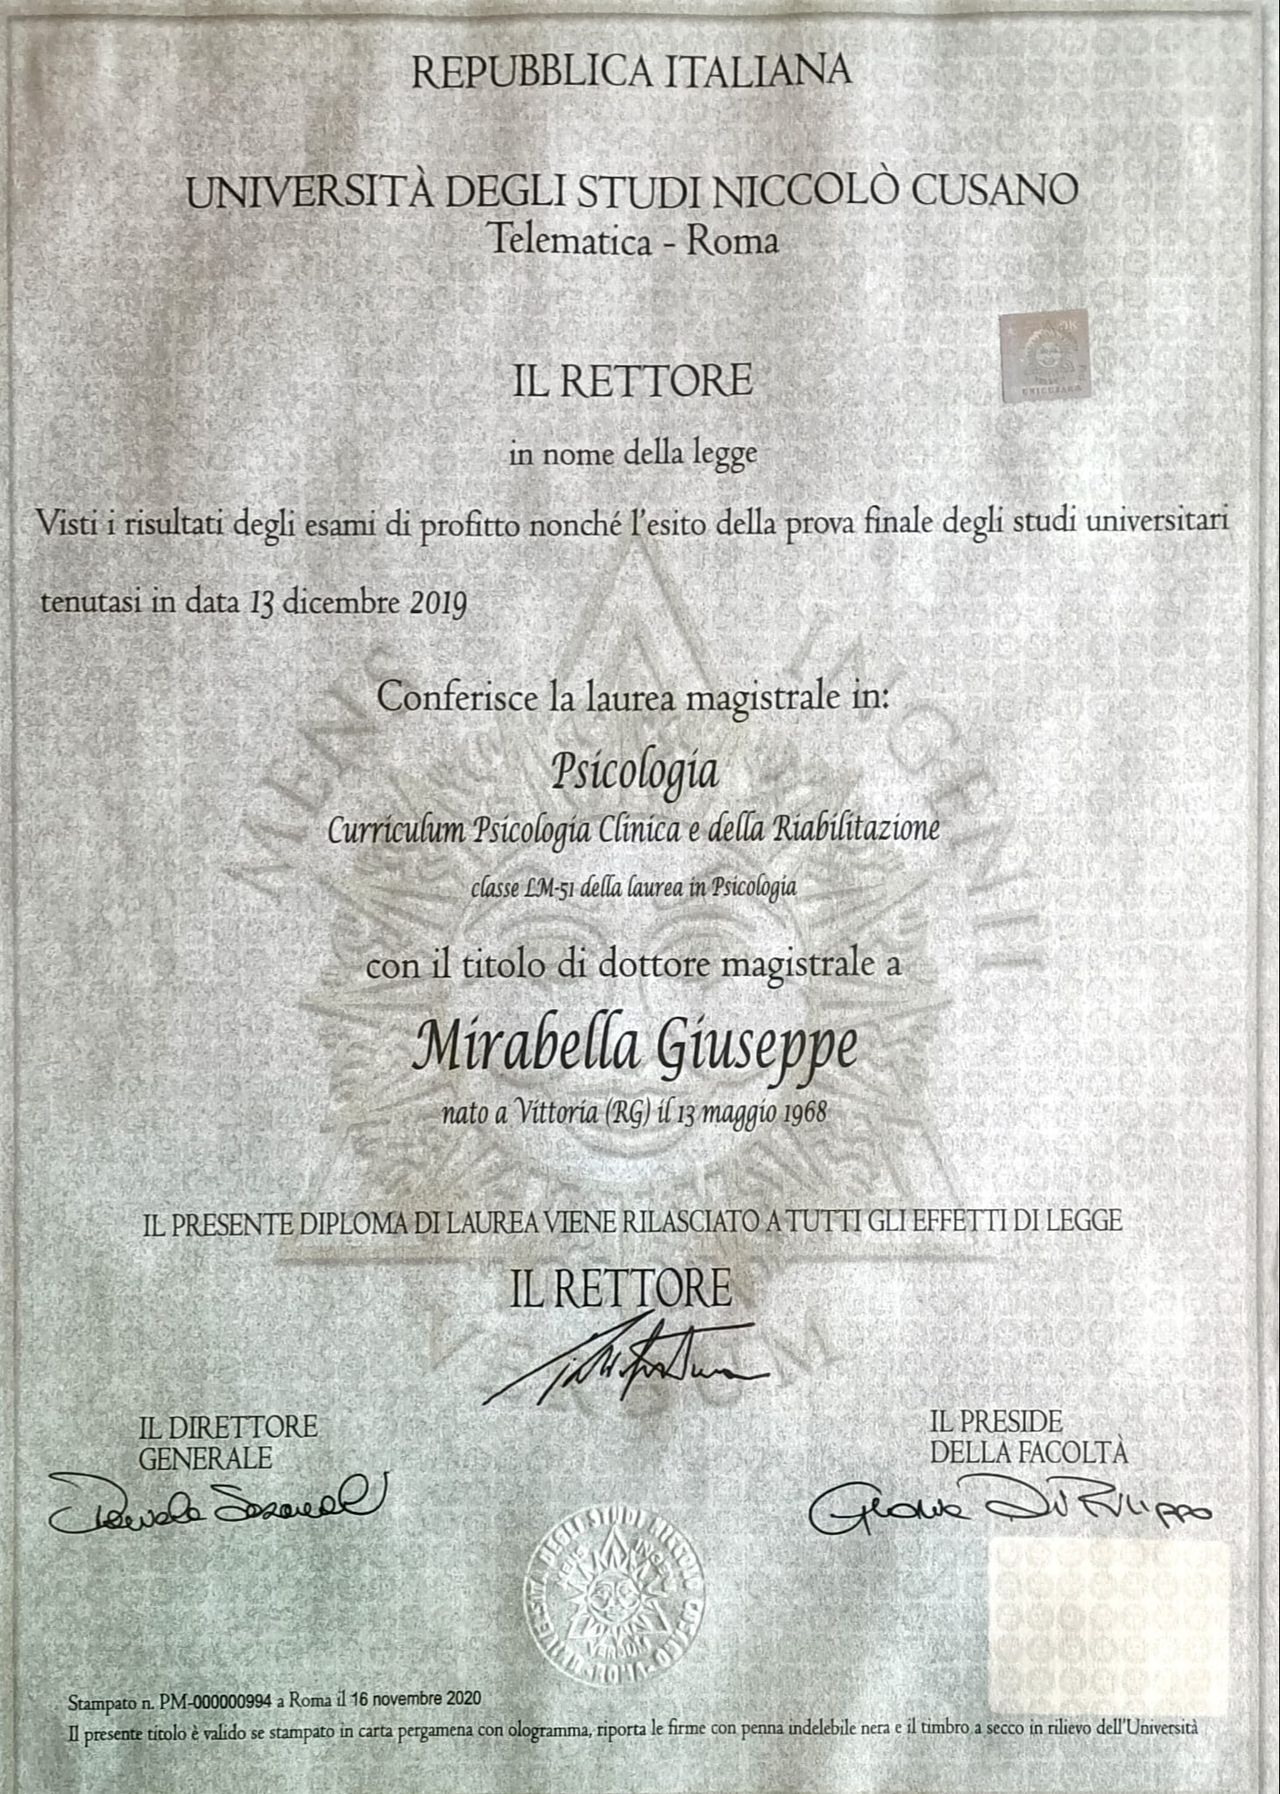 REPUBBLICA ITALIANA
UNIVERSITÀ DEGLI STUDI NICCOLÒ CUSANO
Telematica - Roma
IL RETTORE
in nome della legge
Visti i risultati degli esami di profitto nonché l'esito della prova finale degli studi universitari
tenutasi in data 13 dicembre 2019
MENS INGENII
Conferisce la laurea magistrale in:
Psicologia
Curriculum Psicologia Clinica e della Riabilitazione
classe LM-51 della laurea in Psicologia
con il titolo di dottore magistrale a
Mirabella Giuseppe
nato a Vittoria (RG) il 13 maggio 1968
IL PRESENTE DIPLOMA DI LAUREA VIENE RILASCIATO A TUTTI GLI EFFETTI DI LEGGE
IL RETTORE
IL DIRETTORE
GENERALE
IL PRESIDE
DELLA FACOLTÀ
Stampato n. PM-000000994 a Roma il 16 novembre 2020
Il presente titolo è valido se stampato in carta pergamena con ologramma, riporta le firme con penna indelebile nera e il timbro a secco in rilievo dell'Università